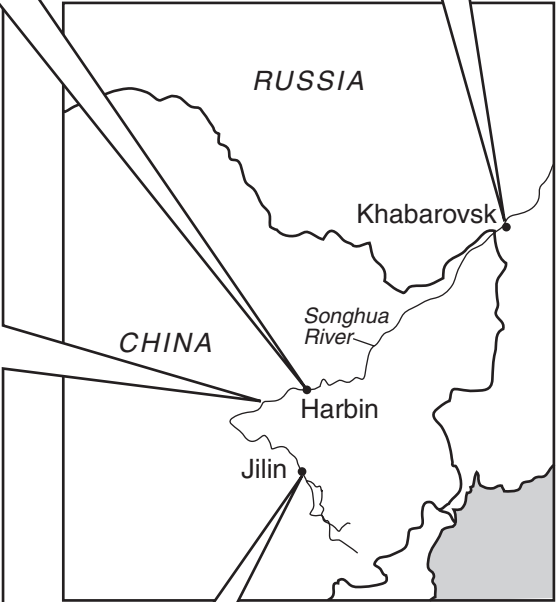 RUSSIA
Khabarovsk
Songhua
River
CHINA
Harbin
Jilin